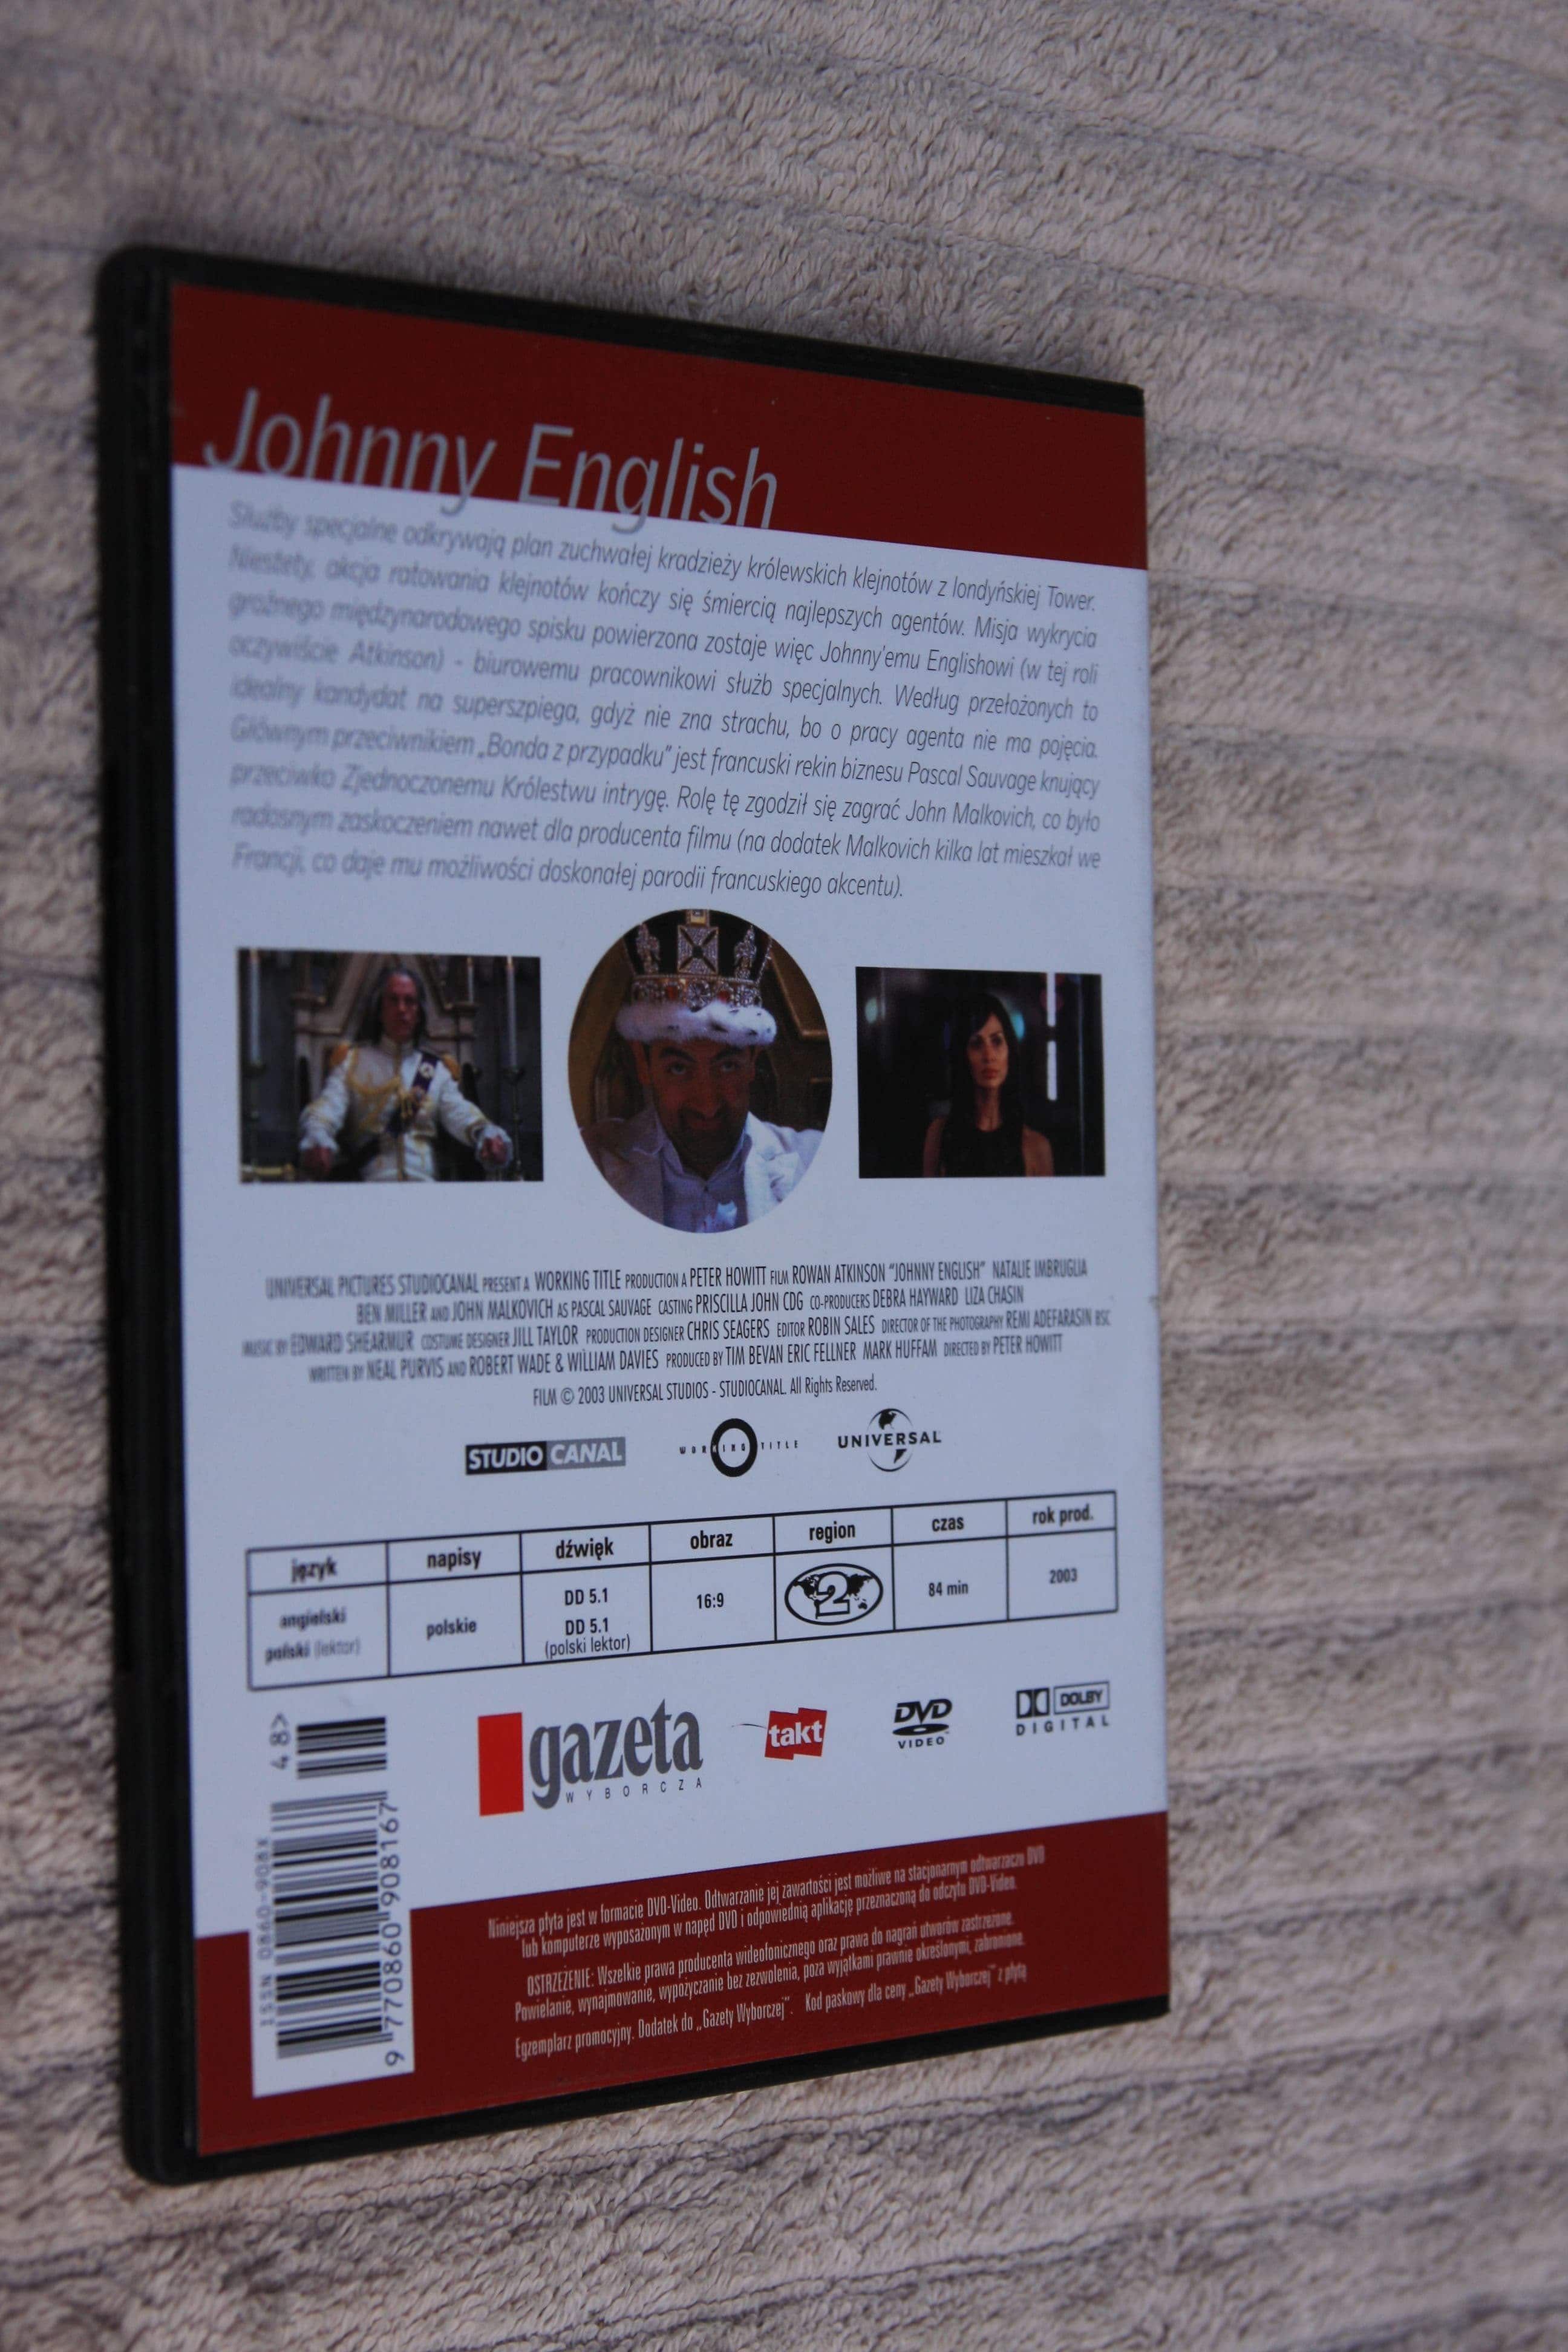 Johnny English
Służby specjalne odkrywają plan zuchwałej kradzieży królewskich klejnotów z londyńskiej Tower.
Niestety, akcja ratowania klejnotów kończy się śmiercią najlepszych agentów. Misja wykrycia
groźnego międzynarodowego spisku powierzona zostaje więc Johnny'emu Englishowi (w tej roli
oczywiście Atkinson) - biurowemu pracownikowi służb specjalnych. Według przełożonych to
idealny kandydat na superszpiega, gdyż nie zna strachu, bo o pracy agenta nie ma pojęcia.
Głównym przeciwnikiem „Bonda z przypadku" jest francuski rekin biznesu Pascal Sauvage knujący
przeciwko Zjednoczonemu Królestwu intrygę. Rolę tę zgodził się zagrać John Malkovich, co było
radosnym zaskoczeniem nawet dla producenta filmu (na dodatek Malkovich kilka lat mieszkał we
Francji, co daje mu możliwości doskonałej parodii francuskiego akcentu).
UNIVERSAL PICTURES STUDIOCANAL PRESENT A WORKING TITLE PRODUCTION A PETER HOWITT FILM ROWAN ATKINSON "JOHNNY ENGLISH" NATALIE IMBRUGLIA
BEN MILLER AND JOHN MALKOVICH AS PASCAL SAUVAGE CASTING PRISCILLA JOHN CDG CO-PRODUCERS DEBRA HAYWARD LIZA CHASIN
MUSIC BY EDWARD SHEARMUR COSTUME DESIGNER JILL TAYLOR PRODUCTION DESIGNER CHRIS SEAGERS EDITOR ROBIN SALES DIRECTOR OF THE PHOTOGRAPHY REMI ADEFARASIN BSC
WRITTEN BY NEAL PURVIS AND ROBERT WADE & WILLIAM DAVIES PRODUCED BY TIM BEVAN ERIC FELLNER MARK HUFFAM DIRECTED BY PETER HOWITT
FILM © 2003 UNIVERSAL STUDIOS - STUDIOCANAL. All Rights Reserved.
STUDIO CANAL WORKING TITLE UNIVERSAL
język napisy dźwięk obraz region czas rok prod.
angielski polskie DD 5.1 16:9 2 84 min 2003
polski (lektor) DD 5.1
(polski lektor)
gazeta takt DVD DOLBY
WYBORCZA VIDEO DIGITAL
48>
ISSN 0860-908X
9 770860 908167
Niniejsza płyta jest w formacie DVD-Video. Odtwarzanie jej zawartości jest możliwe na stacjonarnym odtwarzaczu DVD
lub komputerze wyposażonym w napęd DVD i odpowiednią aplikację przeznaczoną do odczytu DVD-Video.
OSTRZEŻENIE: Wszelkie prawa producenta wideofonicznego oraz prawa do nagrań utworów zastrzeżone.
Powielanie, wynajmowanie, wypożyczanie bez zezwolenia, poza wyjątkami prawnie określonymi, zabronione.
Egzemplarz promocyjny. Dodatek do „Gazety Wyborczej". Kod paskowy dla ceny „Gazety Wyborczej" z płytą